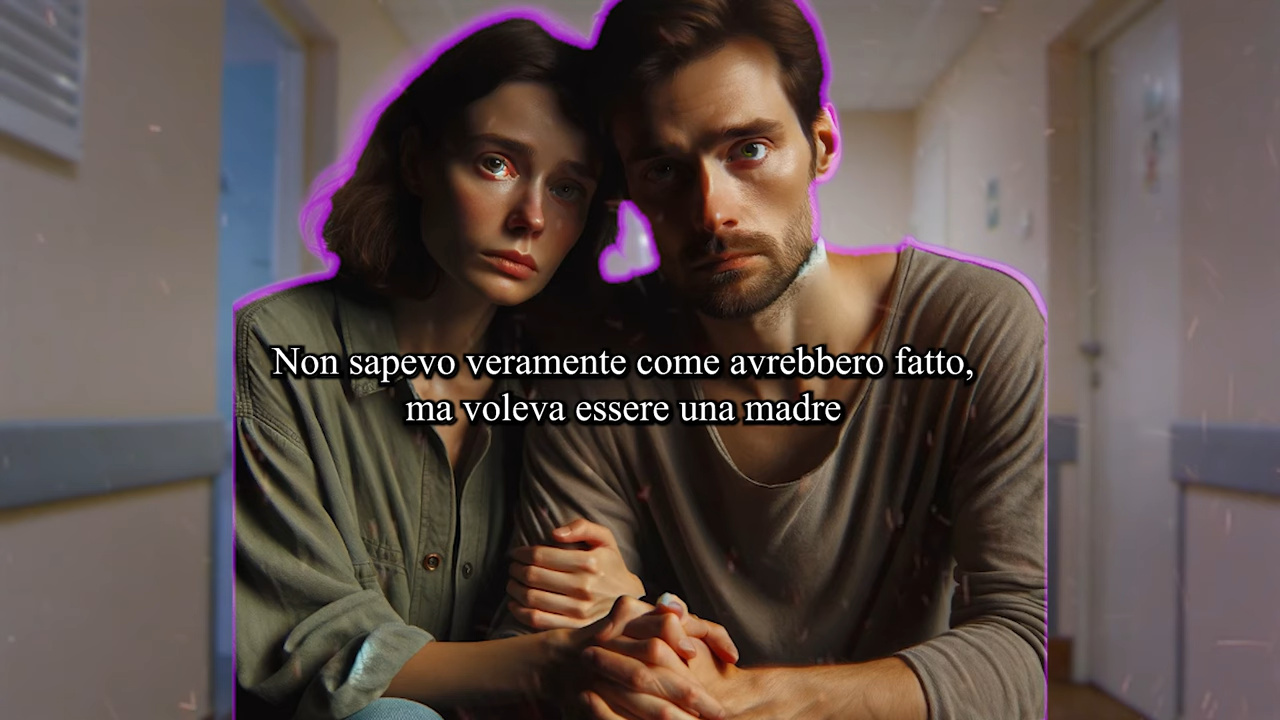 Non sapevo veramente come avrebbero fatto,
ma voleva essere una madre